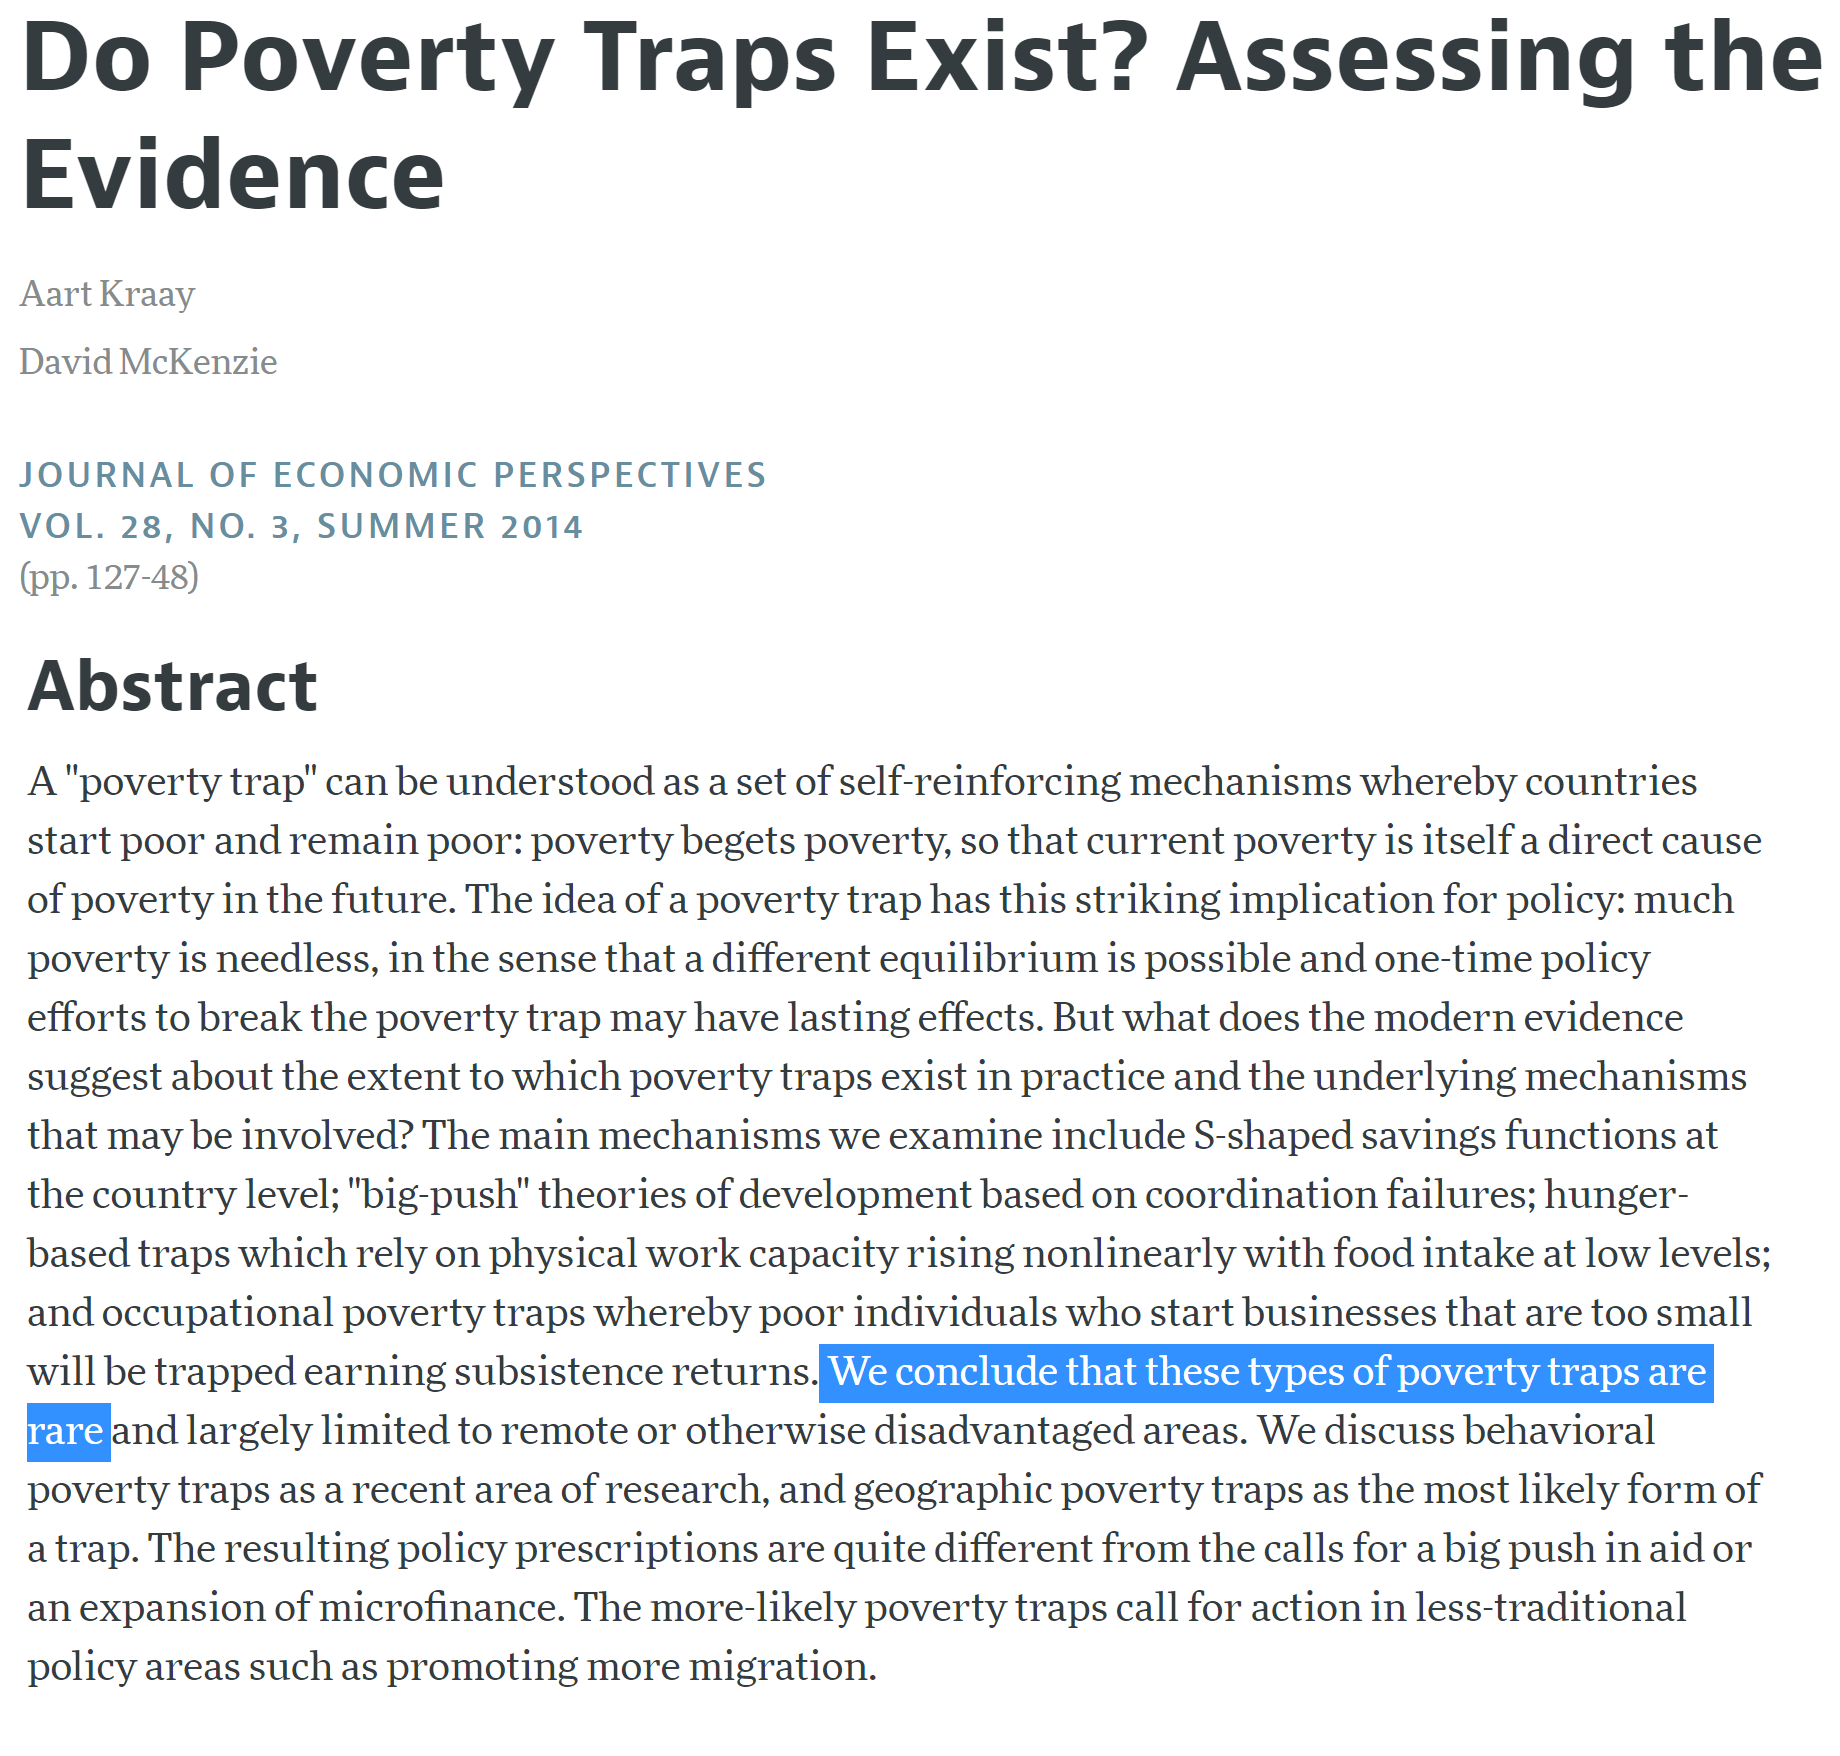 Do Poverty Traps Exist? Assessing the
Evidence
Aart Kraay
David McKenzie
JOURNAL OF ECONOMIC PERSPECTIVES
VOL. 28, NO. 3, SUMMER 2014
(pp. 127-48)
Abstract
A "poverty trap" can be understood as a set of self-reinforcing mechanisms whereby countries
start poor and remain poor: poverty begets poverty, so that current poverty is itself a direct cause
of poverty in the future. The idea of a poverty trap has this striking implication for policy: much
poverty is needless, in the sense that a different equilibrium is possible and one-time policy
efforts to break the poverty trap may have lasting effects. But what does the modern evidence
suggest about the extent to which poverty traps exist in practice and the underlying mechanisms
that may be involved? The main mechanisms we examine include S-shaped savings functions at
the country level; "big-push" theories of development based on coordination failures; hunger-
based traps which rely on physical work capacity rising nonlinearly with food intake at low levels;
and occupational poverty traps whereby poor individuals who start businesses that are too small
will be trapped earning subsistence returns. We conclude that these types of poverty traps are
rare and largely limited to remote or otherwise disadvantaged areas. We discuss behavioral
poverty traps as a recent area of research, and geographic poverty traps as the most likely form of
a trap. The resulting policy prescriptions are quite different from the calls for a big push in aid or
an expansion of microfinance. The more-likely poverty traps call for action in less-traditional
policy areas such as promoting more migration.